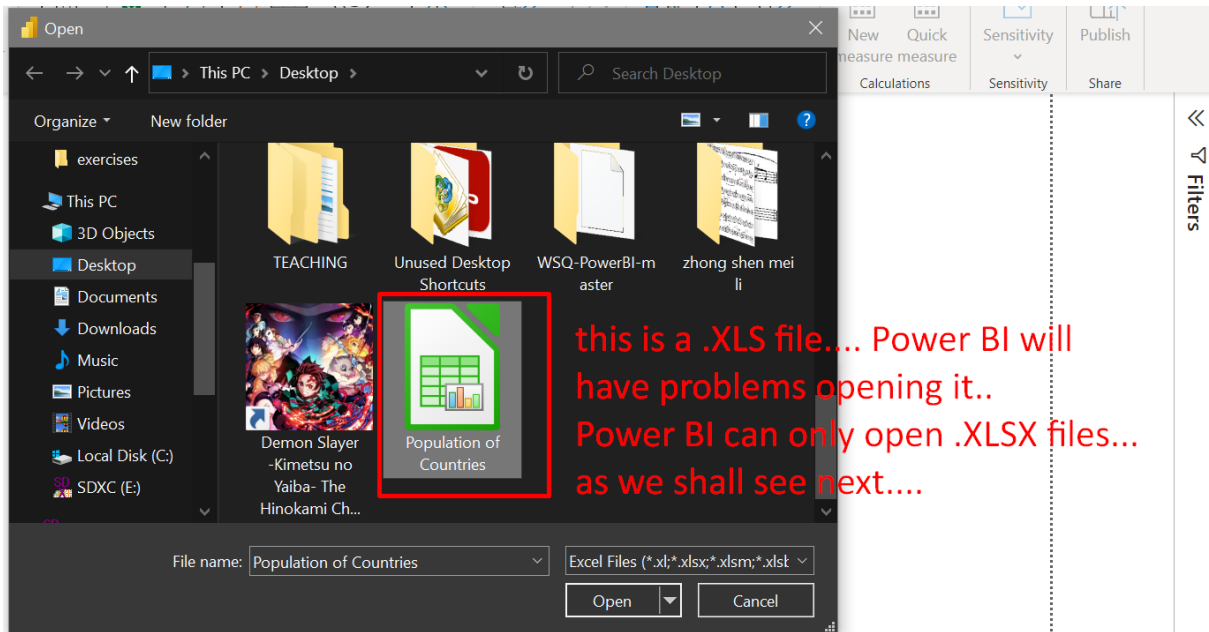 Open
New Quick
measure measure
Calculations
Sensitivity
Sensitivity
Publish
Share
This PC > Desktop >
Search Desktop
Organize
New folder
exercises
This PC
3D Objects
Desktop
Documents
Downloads
Music
Pictures
Videos
Local Disk (C:)
SDXC (E:)
TEACHING
Unused Desktop
Shortcuts
WSQ-PowerBI-m
aster
zhong shen mei
li
Demon Slayer
-Kimetsu no
Yaiba- The
Hinokami Ch...
Population of
Countries
this is a .XLS file.... Power BI will
have problems opening it..
Power BI can only open .XLSX files...
as we shall see next....
Filters
File name: Population of Countries
Excel Files (*.xl;*.xlsx;*.xlsm;*.xlsb
Open
Cancel